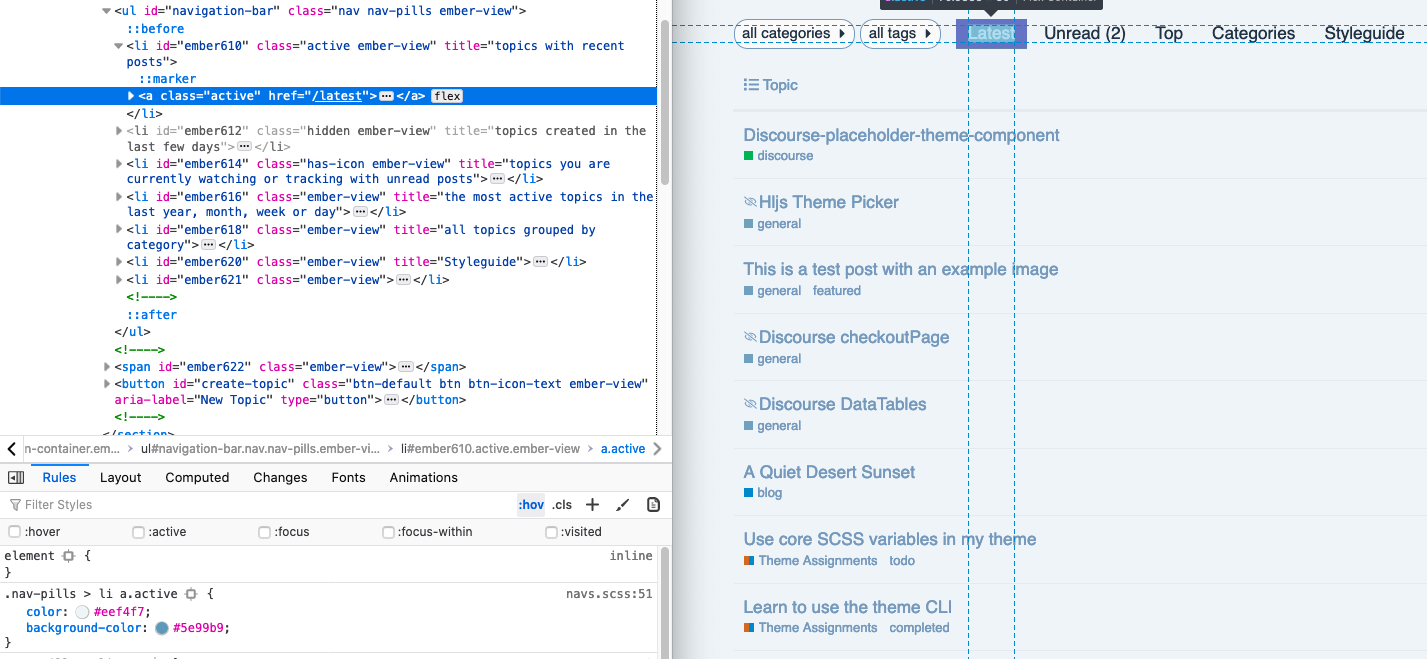 <ul id="navigation-bar" class="nav nav-pills ember-view">
::before
<li id="ember610" class="active ember-view" title="topics with recent
posts">
::marker
<a class="active" href="/latest"> ··· </a> flex
</li>
<li id="ember612" class="hidden ember-view" title="topics created in the
last few days"> ··· </li>
<li id="ember614" class="has-icon ember-view" title="topics you are
currently watching or tracking with unread posts"> ··· </li>
<li id="ember616" class="ember-view" title="the most active topics in the
last year, month, week or day"> ··· </li>
<li id="ember618" class="ember-view" title="all topics grouped by
category"> ··· </li>
<li id="ember620" class="ember-view" title="Styleguide"> ··· </li>
<li id="ember621" class="ember-view"> ··· </li>
<!---->
::after
</ul>
<!---->
<span id="ember622" class="ember-view"> ··· </span>
<button id="create-topic" class="btn-default btn btn-icon-text ember-view"
aria-label="New Topic" type="button"> ··· </button>
<!---->
</section>
n-container.em... > ul#navigation-bar.nav.nav-pills.ember-vi... > li#ember610.active.ember-view > a.active
Rules Layout Computed Changes Fonts Animations
Filter Styles :hov .cls +
:hover :active :focus :focus-within :visited
element { inline
}
.nav-pills > li a.active { navs.scss:51
color: #eef4f7;
background-color: #5e99b9;
}
all categories all tags Latest Unread (2) Top Categories Styleguide
Topic
Discourse-placeholder-theme-component
discourse
Hljs Theme Picker
general
This is a test post with an example image
general featured
Discourse checkoutPage
general
Discourse DataTables
general
A Quiet Desert Sunset
blog
Use core SCSS variables in my theme
Theme Assignments todo
Learn to use the theme CLI
Theme Assignments completed